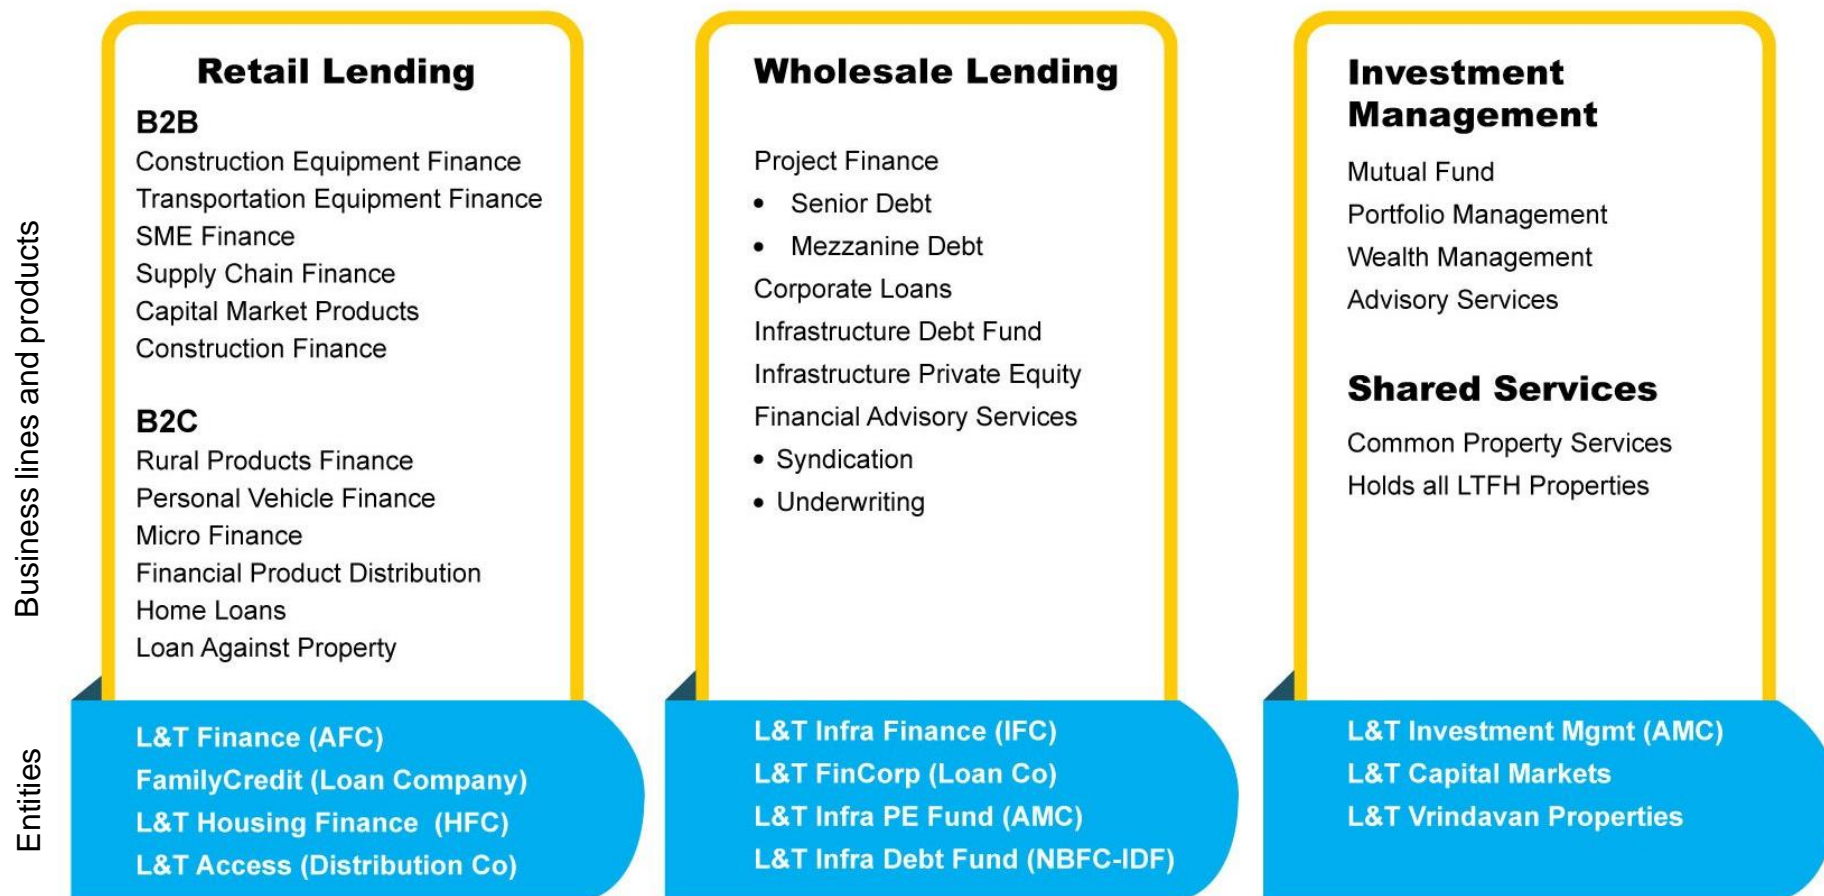 Business lines and products
Retail Lending
B2B
Construction Equipment Finance
Transportation Equipment Finance
SME Finance
Supply Chain Finance
Capital Market Products
Construction Finance
B2C
Rural Products Finance
Personal Vehicle Finance
Micro Finance
Financial Product Distribution
Home Loans
Loan Against Property
Wholesale Lending
Project Finance
• Senior Debt
• Mezzanine Debt
Corporate Loans
Infrastructure Debt Fund
Infrastructure Private Equity
Financial Advisory Services
• Syndication
• Underwriting
Investment
Management
Mutual Fund
Portfolio Management
Wealth Management
Advisory Services
Shared Services
Common Property Services
Holds all LTFH Properties
Entities
L&T Finance (AFC)
FamilyCredit (Loan Company)
L&T Housing Finance (HFC)
L&T Access (Distribution Co)
L&T Infra Finance (IFC)
L&T FinCorp (Loan Co)
L&T Infra PE Fund (AMC)
L&T Infra Debt Fund (NBFC-IDF)
L&T Investment Mgmt (AMC)
L&T Capital Markets
L&T Vrindavan Properties